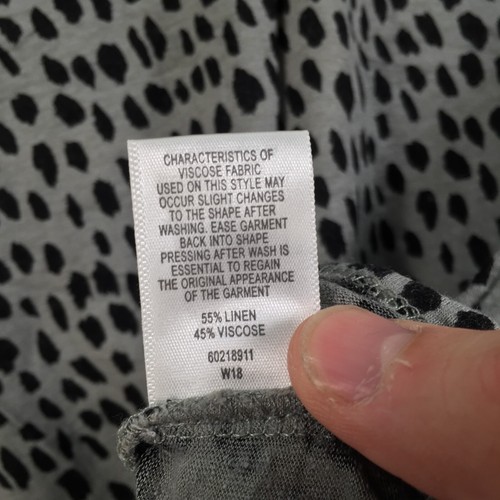 CHARACTERISTICS OF
VISCOSE FABRIC
USED ON THIS STYLE MAY
OCCUR SLIGHT CHANGES
TO THE SHAPE AFTER
WASHING. EASE GARMENT
BACK INTO SHAPE
PRESSING AFTER WASH IS
ESSENTIAL TO REGAIN
THE ORIGINAL APPEARANCE
OF THE GARMENT
55% LINEN
45% VISCOSE
60218911
W18